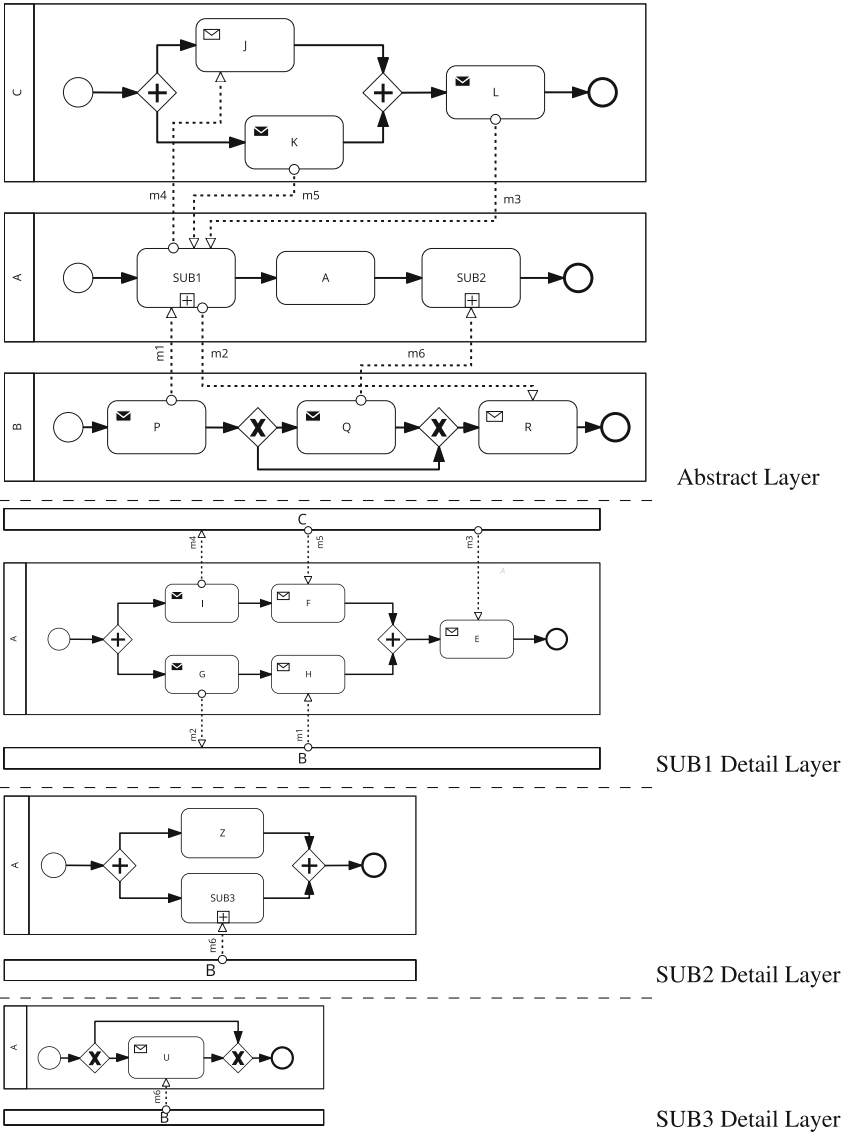 C
J
K
L
m4
m5
m3
A
SUB1
A
SUB2
m1
m2
m6
B
P
X
Q
X
R
Abstract Layer
C
m4
m5
m3
A
A
I
F
E
G
H
m2
m1
B
SUB1 Detail Layer
A
Z
SUB3
m6
B
SUB2 Detail Layer
A
X
U
X
m6
B
SUB3 Detail Layer